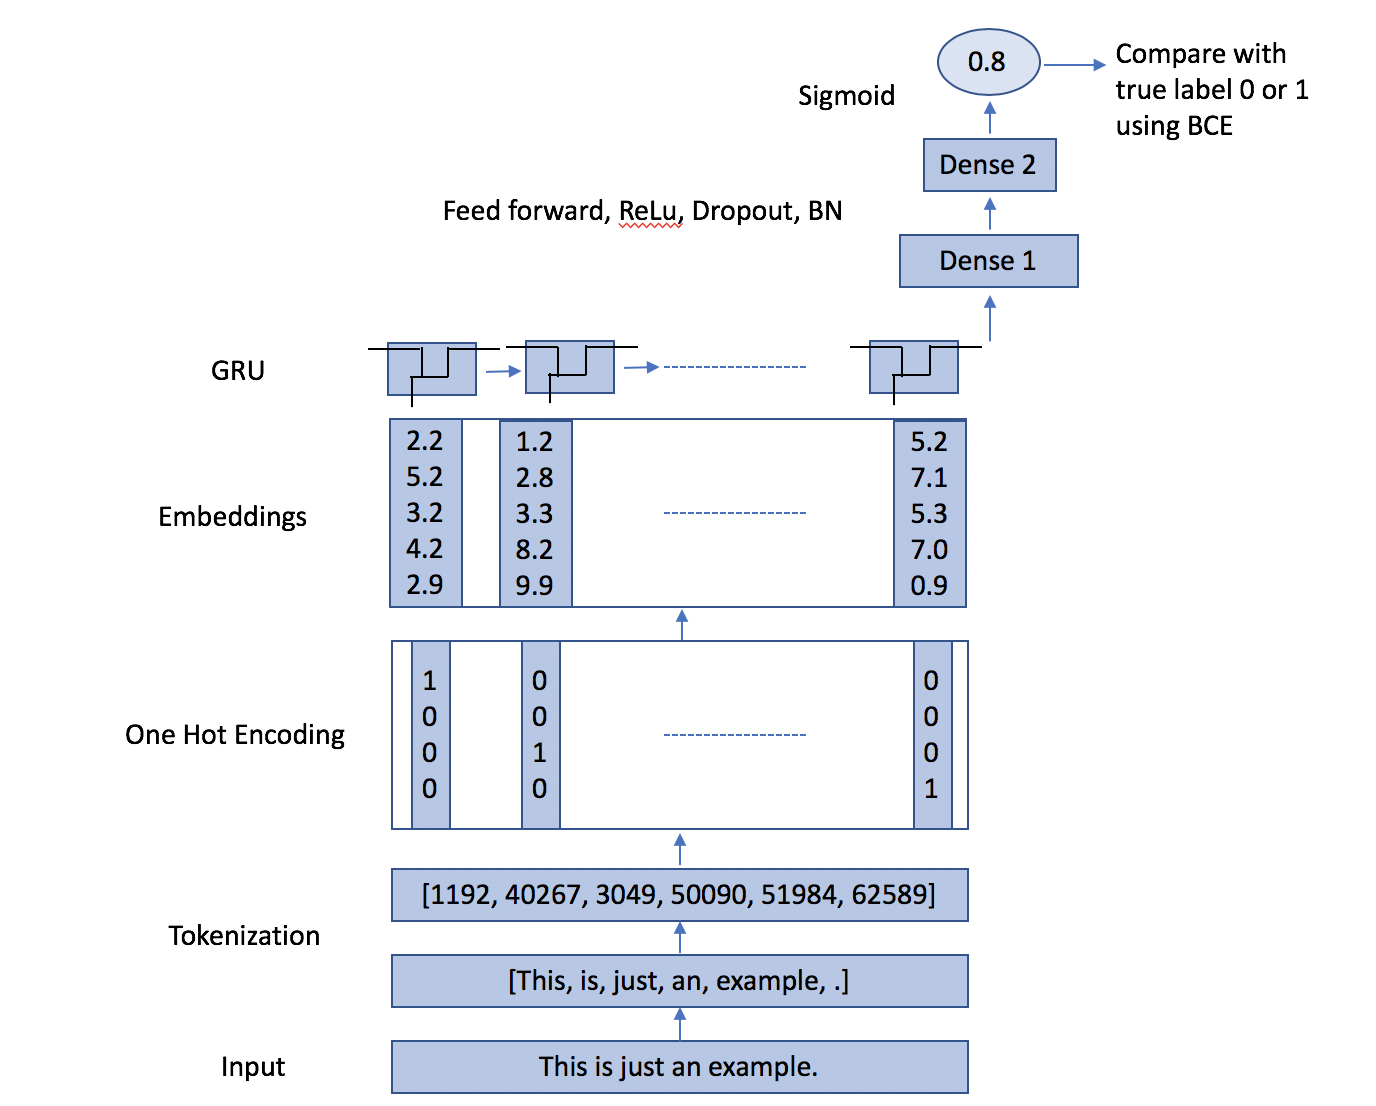 0.8
Compare with
true label 0 or 1
using BCE
Sigmoid
Dense 2
Feed forward, ReLu, Dropout, BN
Dense 1
GRU
Embeddings
2.2
5.2
3.2
4.2
2.9
1.2
2.8
3.3
8.2
9.9
5.2
7.1
5.3
7.0
0.9
One Hot Encoding
1
0
0
0
0
0
1
0
0
0
0
1
[1192, 40267, 3049, 50090, 51984, 62589]
Tokenization
[This, is, just, an, example, .]
Input
This is just an example.